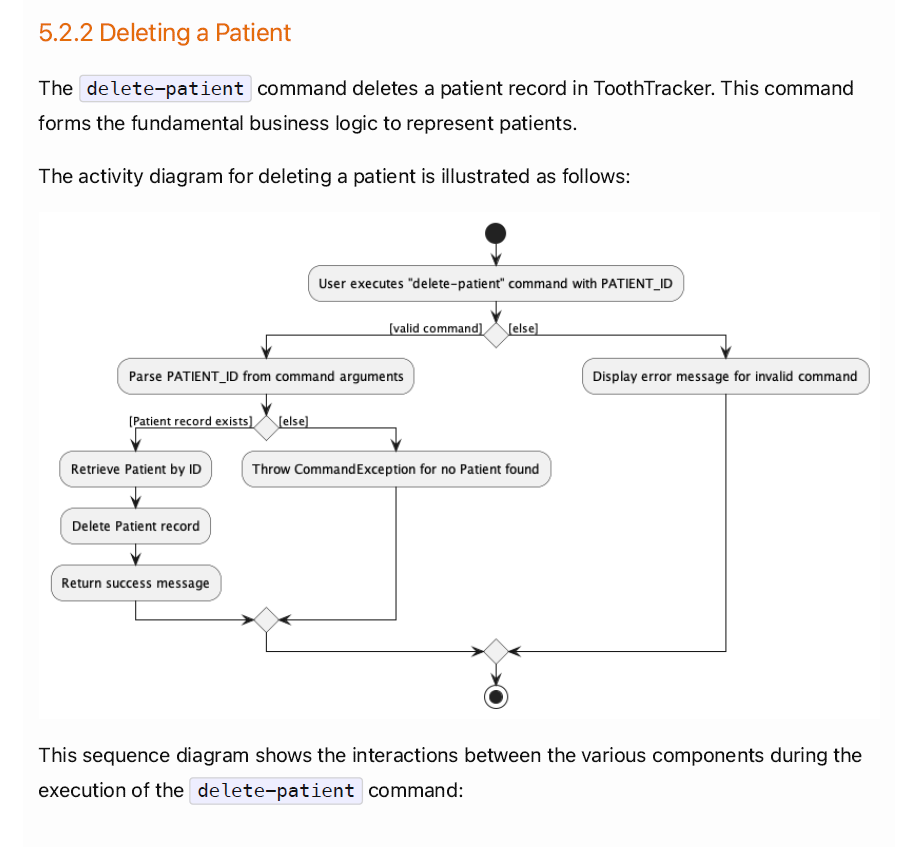 5.2.2 Deleting a Patient
The delete-patient command deletes a patient record in ToothTracker. This command
forms the fundamental business logic to represent patients.
The activity diagram for deleting a patient is illustrated as follows:
User executes "delete-patient" command with PATIENT_ID
[valid command] [else]
Parse PATIENT_ID from command arguments
Display error message for invalid command
[Patient record exists] [else]
Retrieve Patient by ID
Throw CommandException for no Patient found
Delete Patient record
Return success message
This sequence diagram shows the interactions between the various components during the
execution of the delete-patient command: